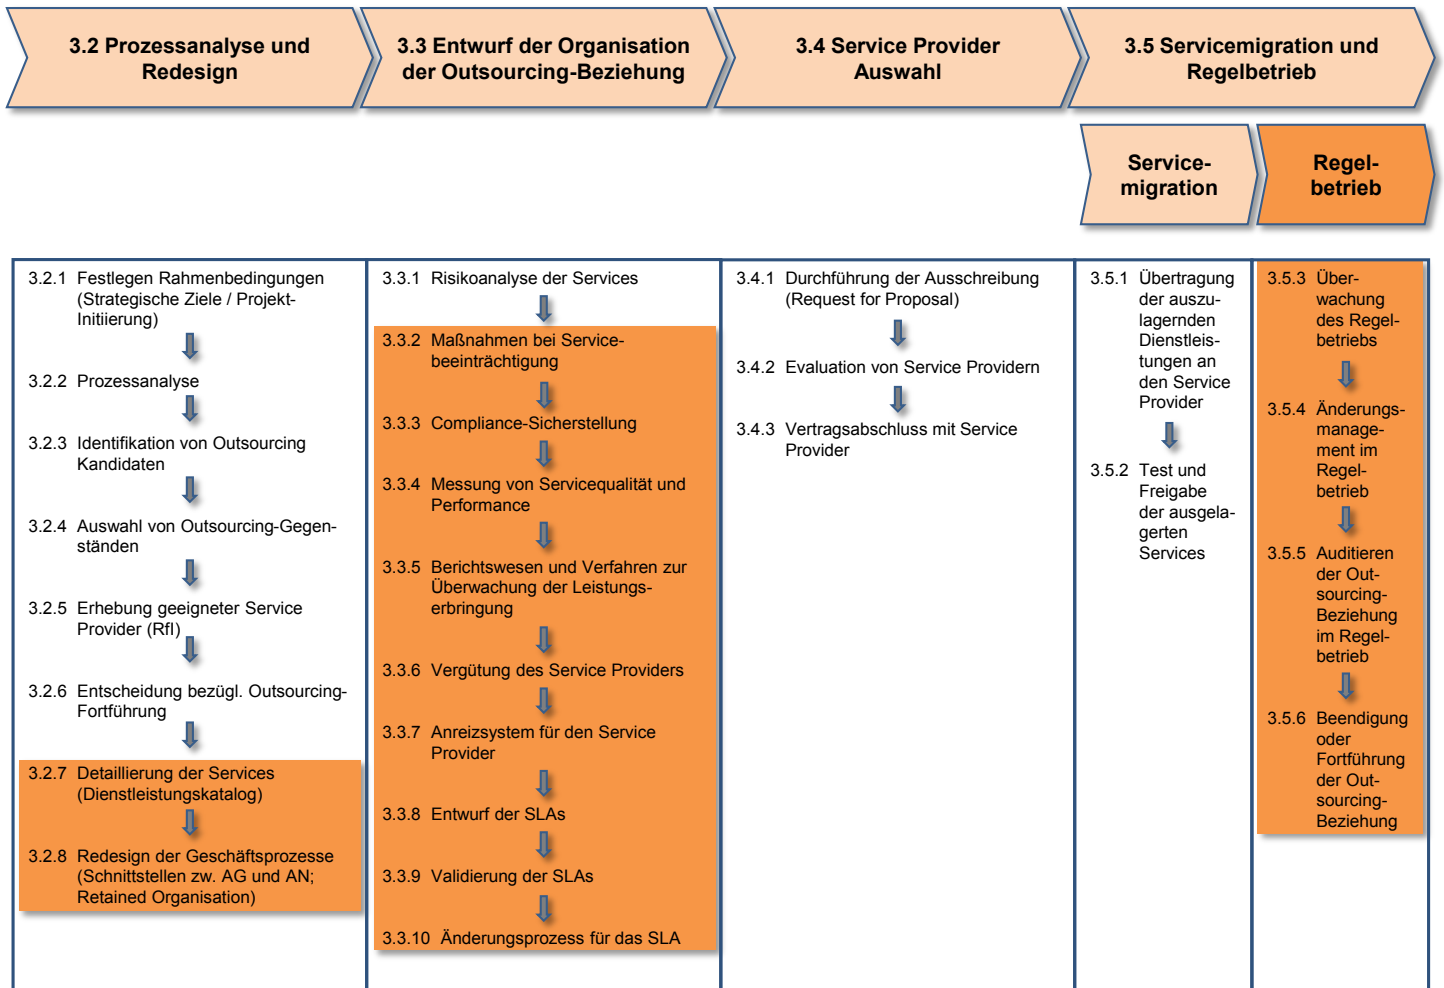 3.2 Prozessanalyse und
Redesign
3.3 Entwurf der Organisation
der Outsourcing-Beziehung
3.4 Service Provider
Auswahl
3.5 Servicemigration und
Regelbetrieb
Service-
migration
Regel-
betrieb
3.2.1 Festlegen Rahmenbedingungen
(Strategische Ziele / Projekt-
Initiierung)
3.2.2 Prozessanalyse
3.2.3 Identifikation von Outsourcing
Kandidaten
3.2.4 Auswahl von Outsourcing-Gegen-
ständen
3.2.5 Erhebung geeigneter Service
Provider (RfI)
3.2.6 Entscheidung bezügl. Outsourcing-
Fortführung
3.2.7 Detaillierung der Services
(Dienstleistungskatalog)
3.2.8 Redesign der Geschäftsprozesse
(Schnittstellen zw. AG und AN;
Retained Organisation)
3.3.1 Risikoanalyse der Services
3.3.2 Maßnahmen bei Service-
beeinträchtigung
3.3.3 Compliance-Sicherstellung
3.3.4 Messung von Servicequalität und
Performance
3.3.5 Berichtswesen und Verfahren zur
Überwachung der Leistungs-
erbringung
3.3.6 Vergütung des Service Providers
3.3.7 Anreizsystem für den Service
Provider
3.3.8 Entwurf der SLAs
3.3.9 Validierung der SLAs
3.3.10 Änderungsprozess für das SLA
3.4.1 Durchführung der Ausschreibung
(Request for Proposal)
3.4.2 Evaluation von Service Providern
3.4.3 Vertragsabschluss mit Service
Provider
3.5.1 Übertragung
der auszu-
lagernden
Dienstleis-
tungen an
den Service
Provider
3.5.2 Test und
Freigabe
der ausgela-
gerten
Services
3.5.3 Über-
wachung
des Regel-
betriebs
3.5.4 Änderungs-
manage-
ment im
Regel-
betrieb
3.5.5 Auditieren
der Out-
sourcing-
Beziehung
im Regel-
betrieb
3.5.6 Beendigung
oder
Fortführung
der Out-
sourcing-
Beziehung